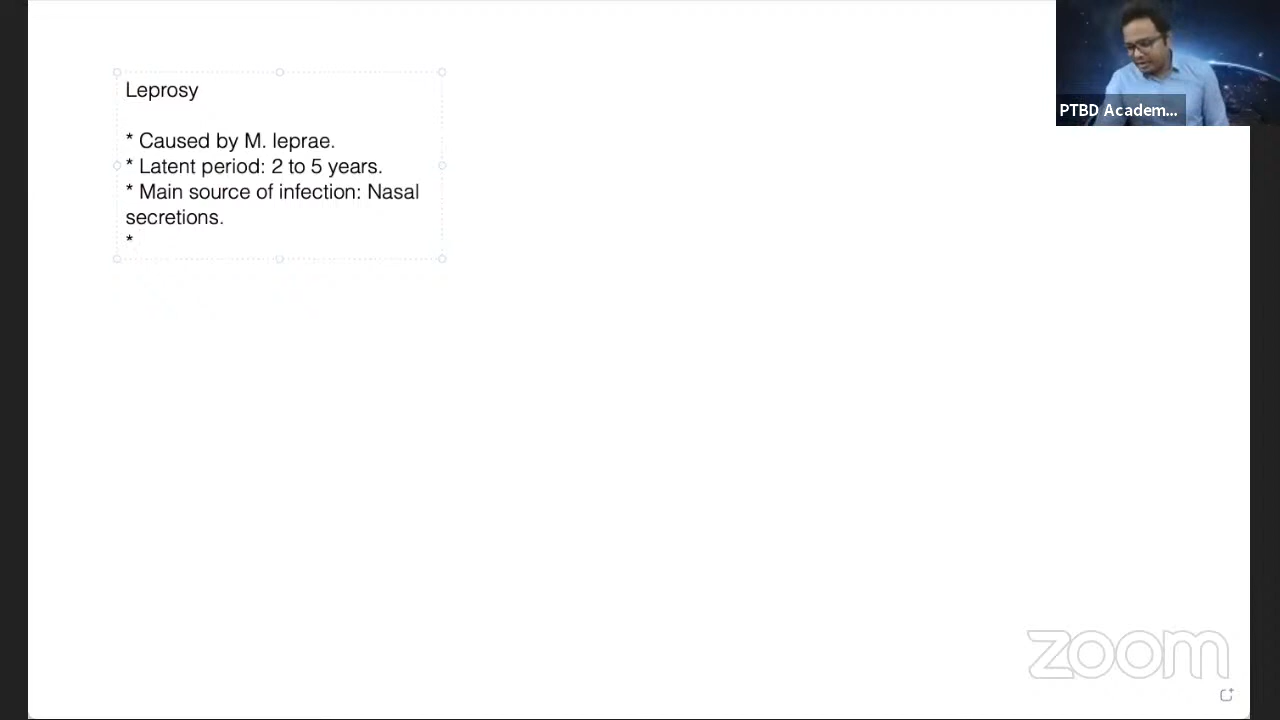 PTBD Academ...
Leprosy
* Caused by M. leprae.
* Latent period: 2 to 5 years.
* Main source of infection: Nasal
secretions.
*
zoom